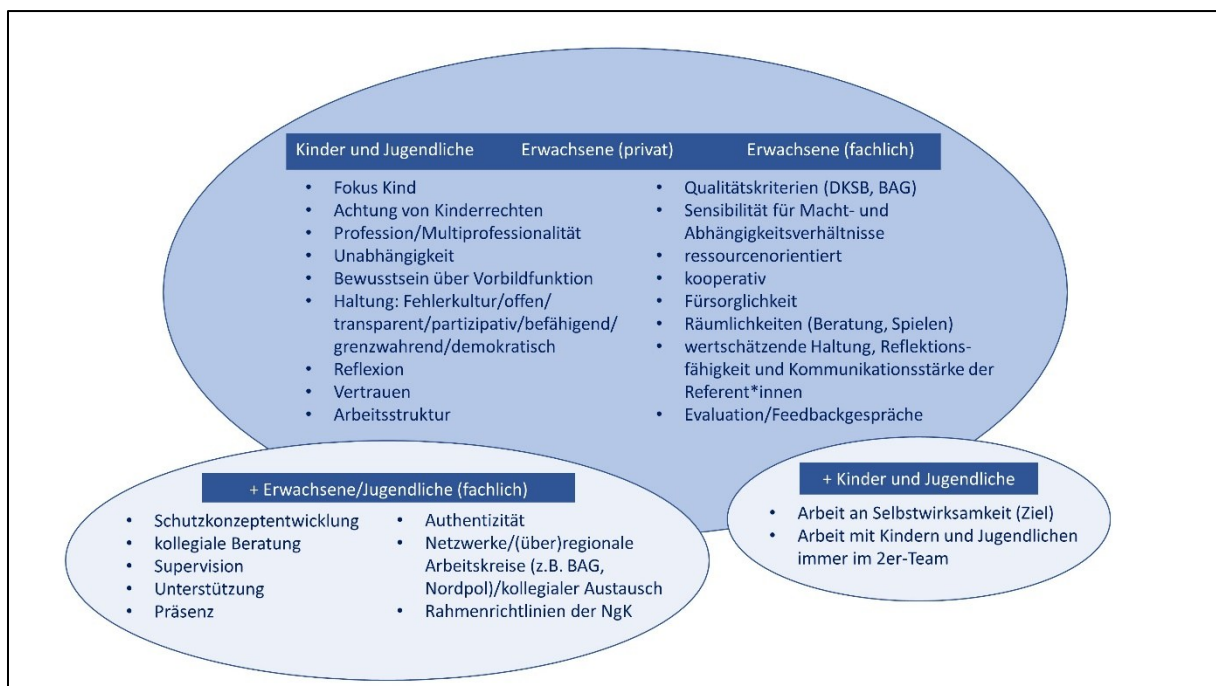 Kinder und Jugendliche Erwachsene (privat) Erwachsene (fachlich)
• Fokus Kind
• Achtung von Kinderrechten
• Profession/Multiprofessionalität
• Unabhängigkeit
• Bewusstsein über Vorbildfunktion
• Haltung: Fehlerkultur/offen/
transparent/partizipativ/befähigend/
grenzwahrend/demokratisch
• Reflexion
• Vertrauen
• Arbeitsstruktur
• Qualitätskriterien (DKSB, BAG)
• Sensibilität für Macht- und
Abhängigkeitsverhältnisse
• ressourcenorientiert
• kooperativ
• Fürsorglichkeit
• Räumlichkeiten (Beratung, Spielen)
• wertschätzende Haltung, Reflektions-
fähigkeit und Kommunikationsstärke der
Referent*innen
• Evaluation/Feedbackgespräche
+ Erwachsene/Jugendliche (fachlich)
• Schutzkonzeptentwicklung
• kollegiale Beratung
• Supervision
• Unterstützung
• Präsenz
• Authentizität
• Netzwerke/(über)regionale
Arbeitskreise (z.B. BAG,
Nordpol)/kollegialer Austausch
• Rahmenrichtlinien der NgK
+ Kinder und Jugendliche
• Arbeit an Selbstwirksamkeit (Ziel)
• Arbeit mit Kindern und Jugendlichen
immer im 2er-Team